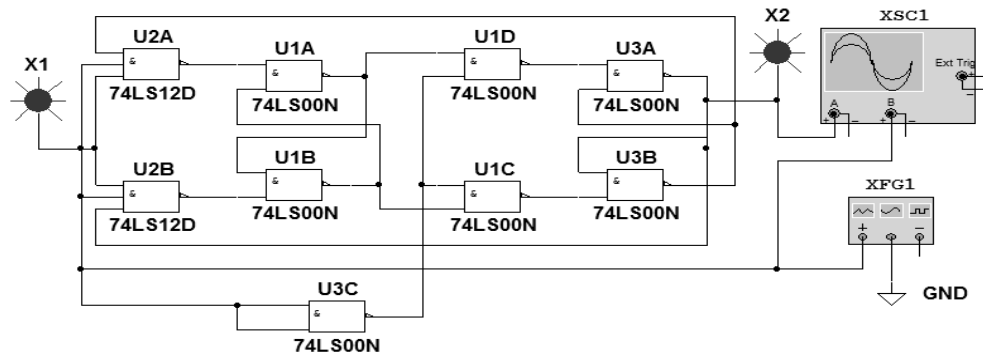 X1
U2A
&
74LS12D
U1A
&
74LS00N
U1D
&
74LS00N
U3A
&
74LS00N
X2
XSC1
Ext Trig
+
−
A
B
+
−
+
−
U2B
&
74LS12D
U1B
&
74LS00N
U1C
&
74LS00N
U3B
&
74LS00N
XFG1
+
−
GND
U3C
&
74LS00N